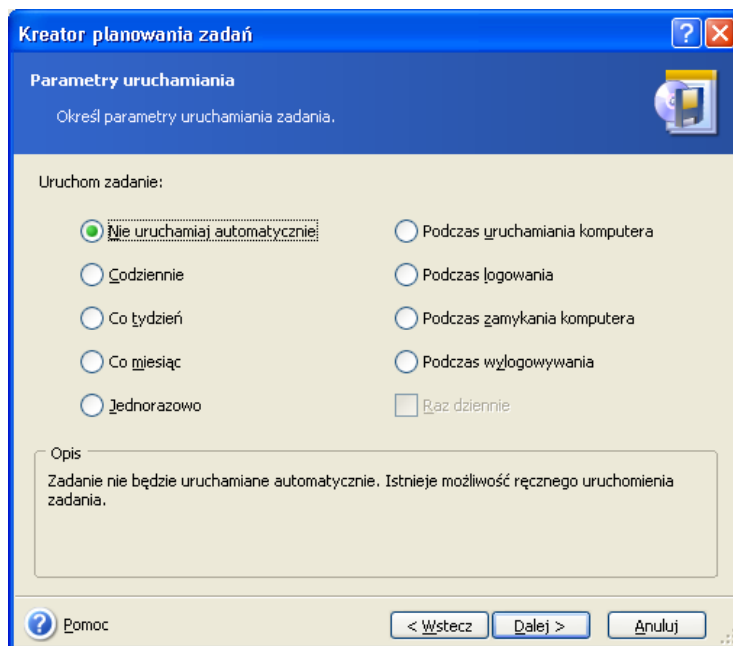 Kreator planowania zadań
Parametry uruchamiania
Określ parametry uruchamiania zadania.
Uruchom zadanie:
Nie uruchamiaj automatycznie
Codziennie
Co tydzień
Co miesiąc
Jednorazowo
Podczas uruchamiania komputera
Podczas logowania
Podczas zamykania komputera
Podczas wylogowywania
Raz dziennie
Opis
Zadanie nie będzie uruchamiane automatycznie. Istnieje możliwość ręcznego uruchomienia
zadania.
Pomoc
< Wstecz
Dalej >
Anuluj